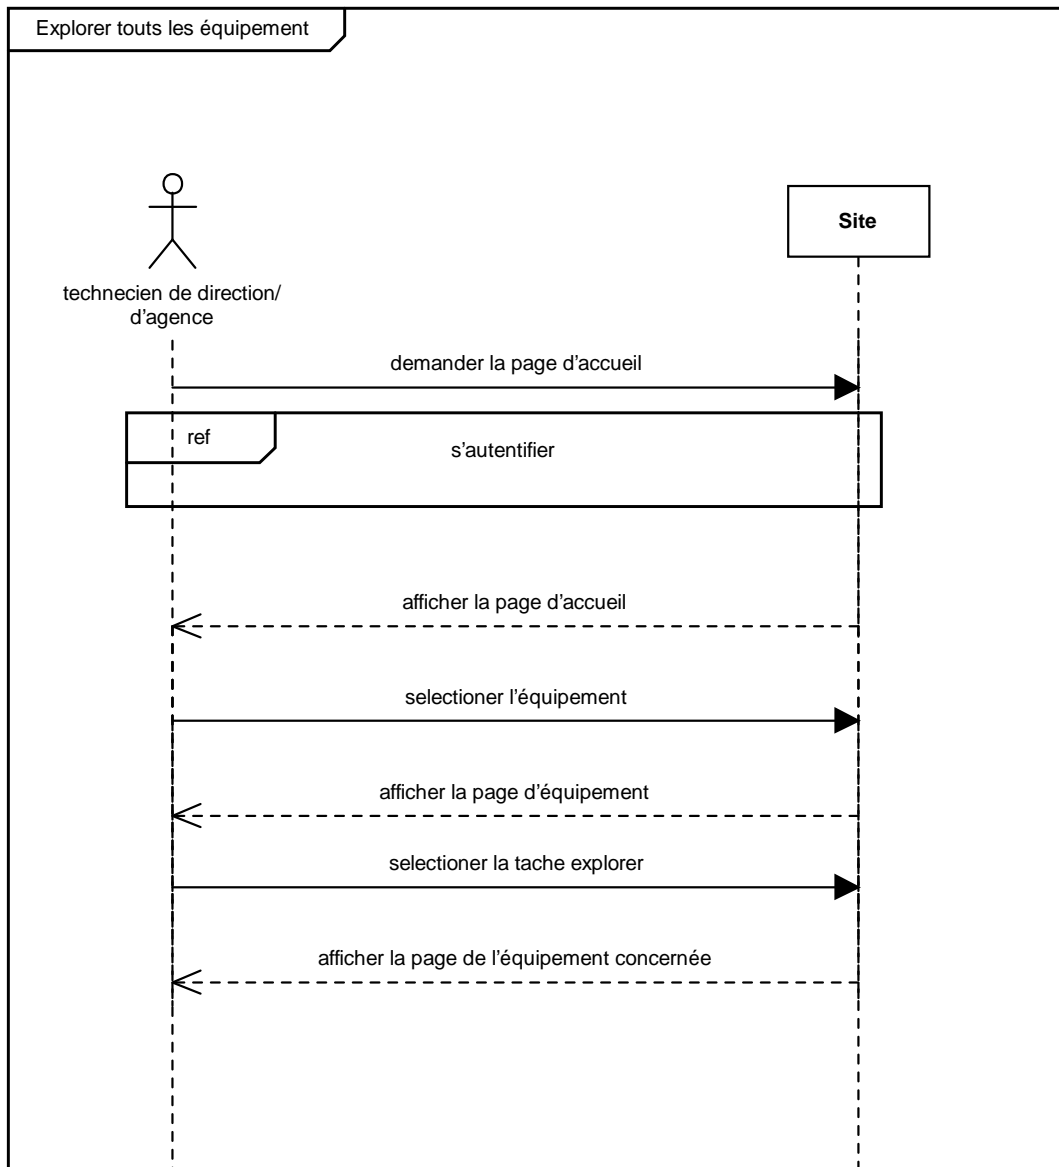 Explorer touts les équipement
Site
technecien de direction/
d'agence
demander la page d'accueil
ref
s'autentifier
afficher la page d'accueil
selectioner l'équipement
afficher la page d'équipement
selectioner la tache explorer
afficher la page de l'équipement concernée